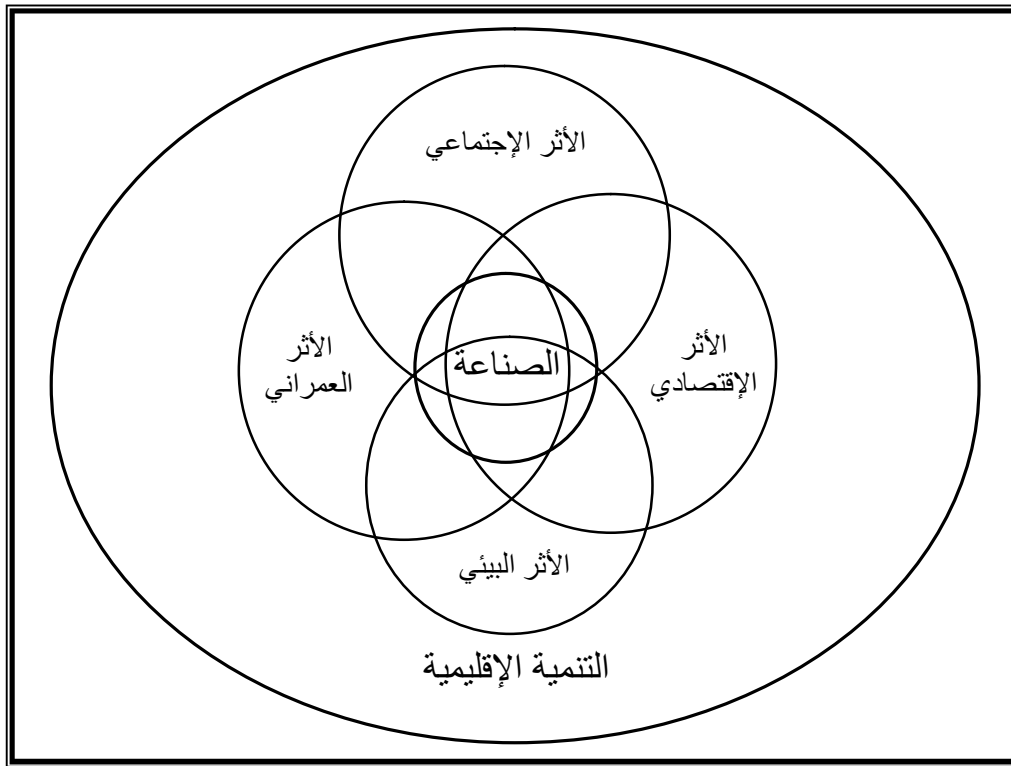 الأثر الإجتماعي
الأثر
الإقتصادي
الصناعة
الأثر
العمراني
الأثر البيئي
التنمية الإقليمية